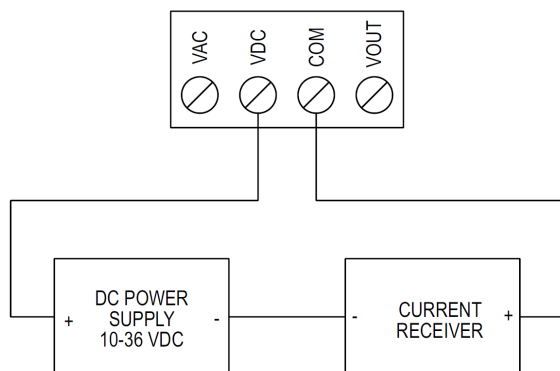 VAC VDC COM VOUT
DC POWER
SUPPLY
10-36 VDC
+ -
CURRENT
RECEIVER
- +